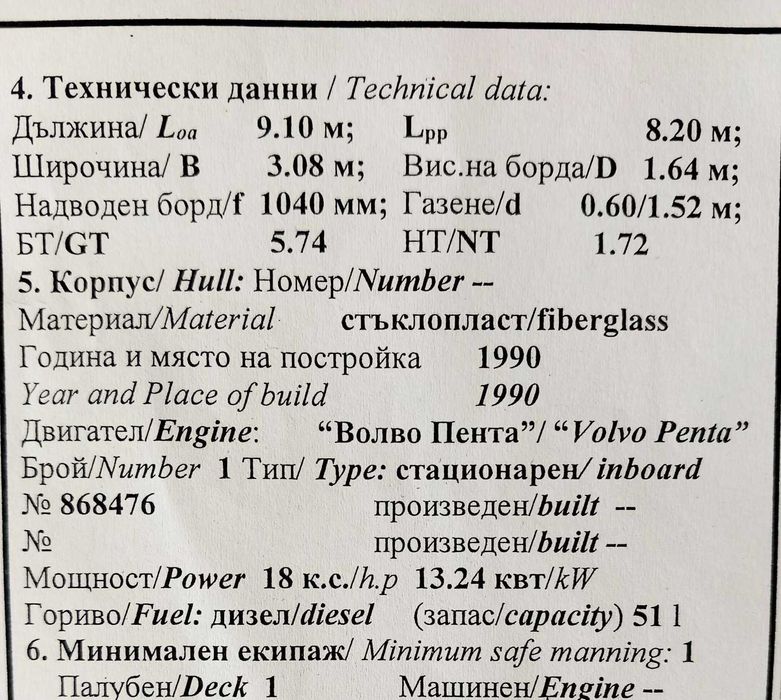 4. Технически данни / Technical data:
Дължина/ Loa 9.10 м; Lpp 8.20 м;
Широчина/ B 3.08 м; Вис.на борда/D 1.64 м;
Надводен борд/f 1040 мм; Газене/d 0.60/1.52 м;
БТ/GT 5.74 НТ/NT 1.72
5. Корпус/ Hull: Номер/Number --
Материал/Material стъклопласт/fiberglass
Година и място на постройка 1990
Year and Place of build 1990
Двигател/Engine: “Волво Пента”/ “Volvo Penta”
Брой/Number 1 Тип/ Type: стационарен/ inboard
№ 868476 произведен/built --
№ произведен/built --
Мощност/Power 18 к.с./h.p 13.24 квт/kW
Гориво/Fuel: дизел/diesel (запас/capacity) 51 l
6. Минимален екипаж/ Minimum safe manning: 1
Палубен/Deck 1 Машинен/Engine --